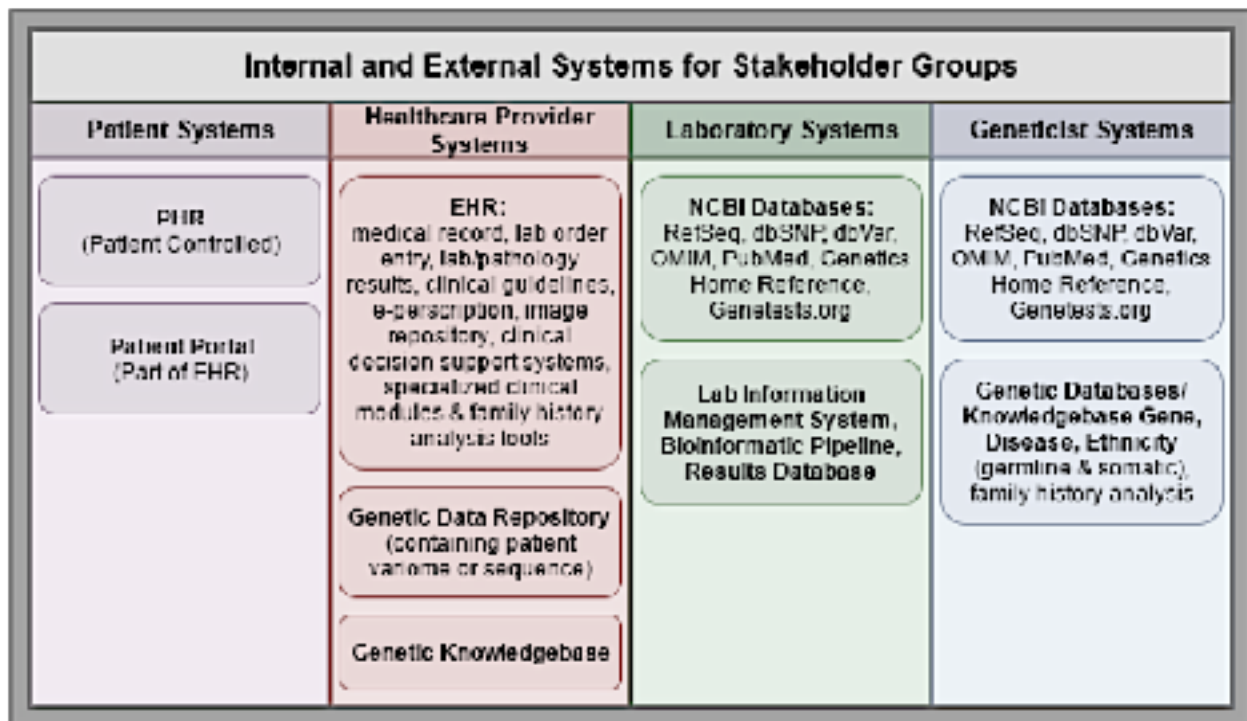 Internal and External Systems for Stakeholder Groups
Patient Systems
PHR
(Patient Controlled)
Patient Portal
(Part of EHR)
Healthcare Provider
Systems
EHR:
medical record, lab order
entry, lab/pathology
results, clinical guidelines,
e-perscription, image
repository, clinical
decision support systems,
specialized clinical
modules & family history
analysis tools
Genetic Data Repository
(containing patient
variome or sequence)
Genetic Knowledgebase
Laboratory Systems
NCBI Databases:
RefSeq, dbSNP, dbVar,
OMIM, PubMed, Genetics
Home Reference,
Genetests.org
Lab Information
Management System,
Bioinformatic Pipeline,
Results Database
Geneticist Systems
NCBI Databases:
RefSeq, dbSNP, dbVar,
OMIM, PubMed, Genetics
Home Reference,
Genetests.org
Genetic Databases/
Knowledgebase Gene,
Disease, Ethnicity
(germline & somatic),
family history analysis